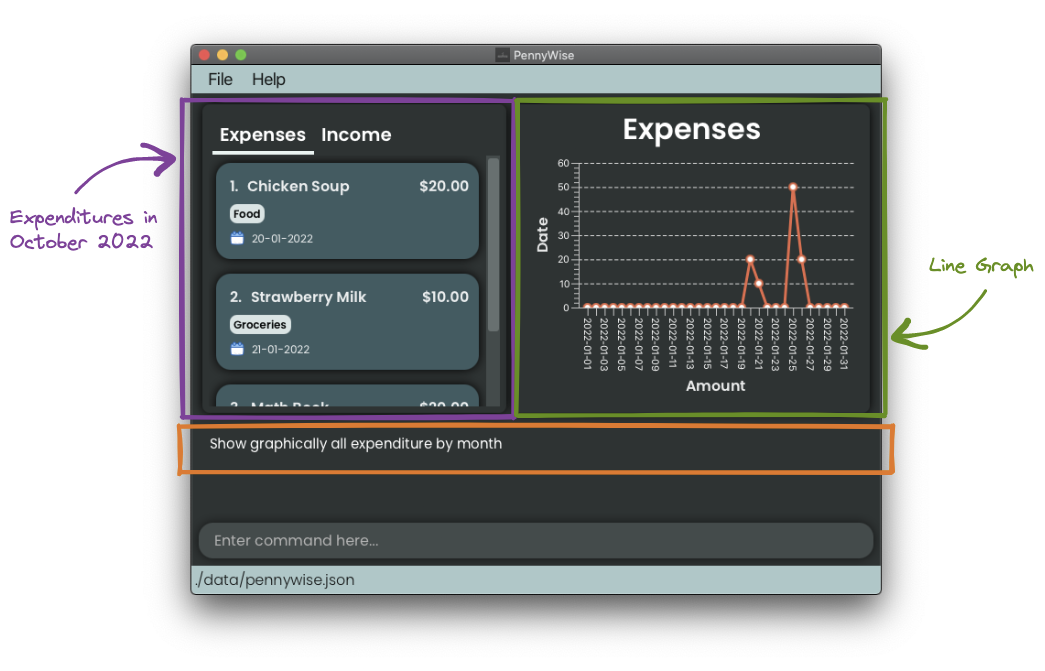 PennyWise
File Help
Expenses Income
1. Chicken Soup $20.00
Food
20-01-2022
2. Strawberry Milk $10.00
Groceries
21-01-2022
3. Math Book $20.00
Expenditures in
October 2022
Expenses
60
50
40
30
20
10
0
Date
2022-01-01
2022-01-03
2022-01-05
2022-01-07
2022-01-09
2022-01-11
2022-01-13
2022-01-15
2022-01-17
2022-01-19
2022-01-21
2022-01-23
2022-01-25
2022-01-27
2022-01-29
2022-01-31
Amount
Line Graph
Show graphically all expenditure by month
Enter command here...
./data/pennywise.json